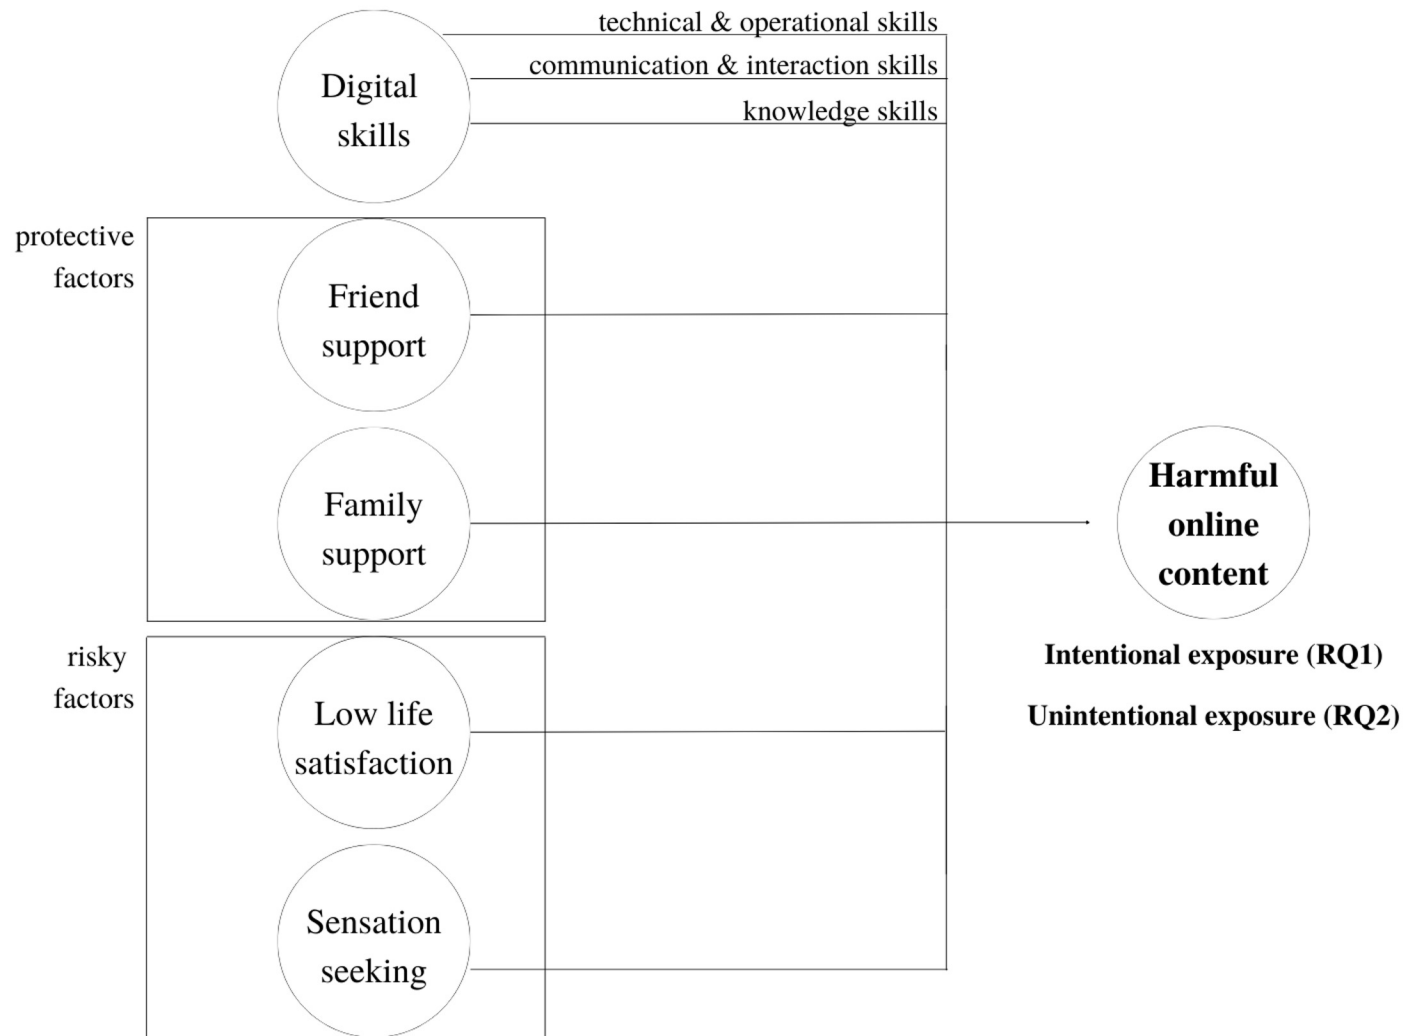 technical & operational skills
communication & interaction skills
knowledge skills
Digital
skills
protective
factors
Friend
support
Family
support
risky
factors
Low life
satisfaction
Sensation
seeking
Harmful
online
content
Intentional exposure (RQ1)
Unintentional exposure (RQ2)